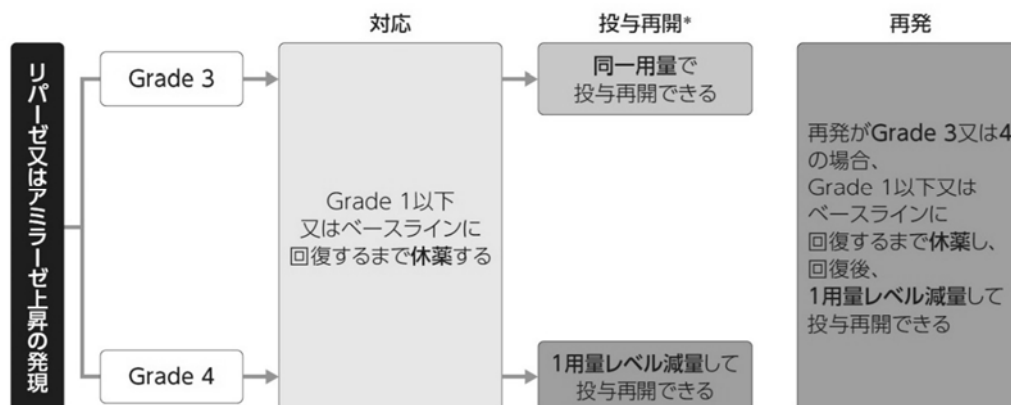 対応
投与再開*
再発
リパーゼ又はアミラーゼ上昇の発現
Grade 3
Grade 1以下
又はベースラインに
回復するまで休薬する
同一用量で
投与再開できる
再発がGrade 3又は4
の場合、
Grade 1以下又は
ベースラインに
回復するまで休薬し、
回復後、
1用量レベル減量して
投与再開できる
Grade 4
1用量レベル減量して
投与再開できる